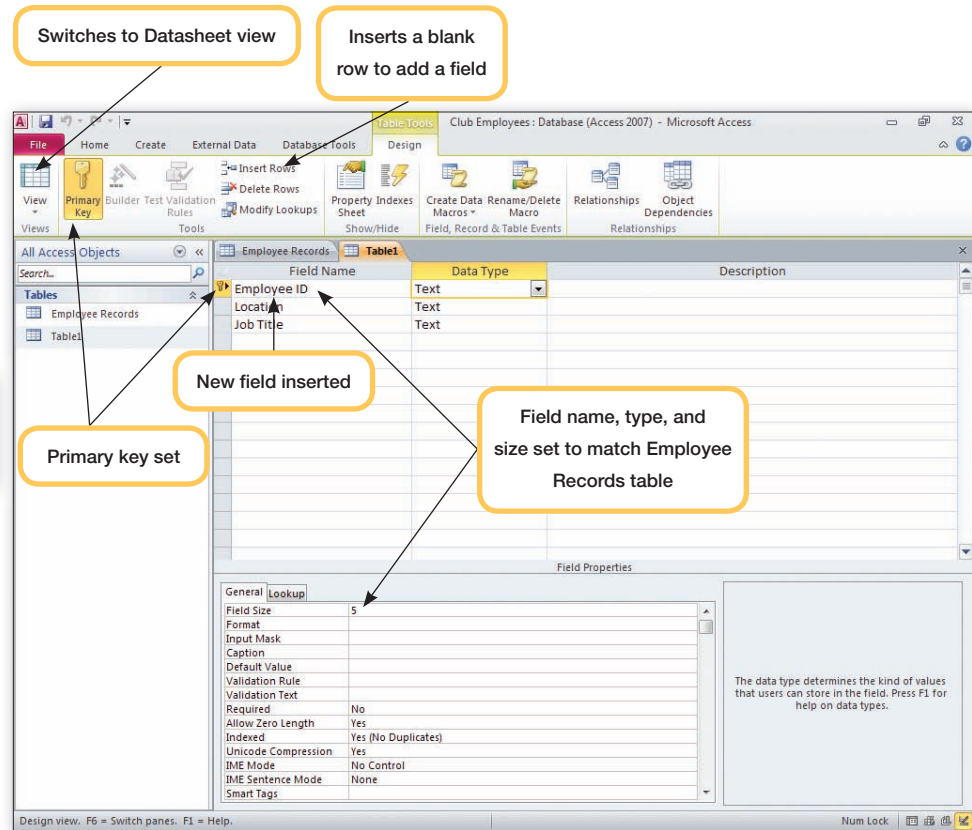 Switches to Datasheet view
Inserts a blank
row to add a field
Table Tools
Club Employees : Database (Access 2007) - Microsoft Access
File Home Create External Data Database Tools Design
View
Primary Key
Builder
Test Validation Rules
Insert Rows
Delete Rows
Modify Lookups
Property Sheet
Indexes
Create Data Macros
Rename/Delete Macro
Relationships
Object Dependencies
Views
Tools
Show/Hide
Field, Record & Table Events
Relationships
All Access Objects
Search...
Tables
Employee Records
Table1
Employee Records
Table1
Field Name Data Type Description
Employee ID Text
Location Text
Job Title Text
New field inserted
Primary key set
Field name, type, and
size set to match Employee
Records table
Field Properties
General Lookup
Field Size 5
Format
Input Mask
Caption
Default Value
Validation Rule
Validation Text
Required No
Allow Zero Length Yes
Indexed Yes (No Duplicates)
Unicode Compression Yes
IME Mode No Control
IME Sentence Mode None
Smart Tags
The data type determines the kind of values
that users can store in the field. Press F1 for
help on data types.
Design view. F6 = Switch panes. F1 = Help.
Num Lock